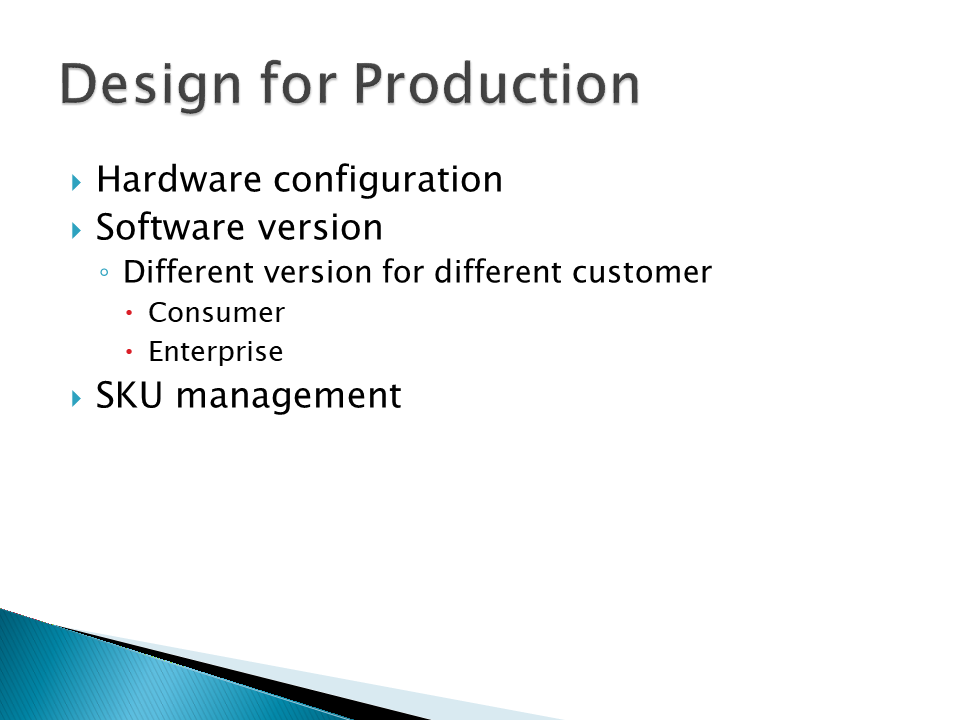 Design for Production
Hardware configuration
Software version
Different version for different customer
Consumer
Enterprise
SKU management